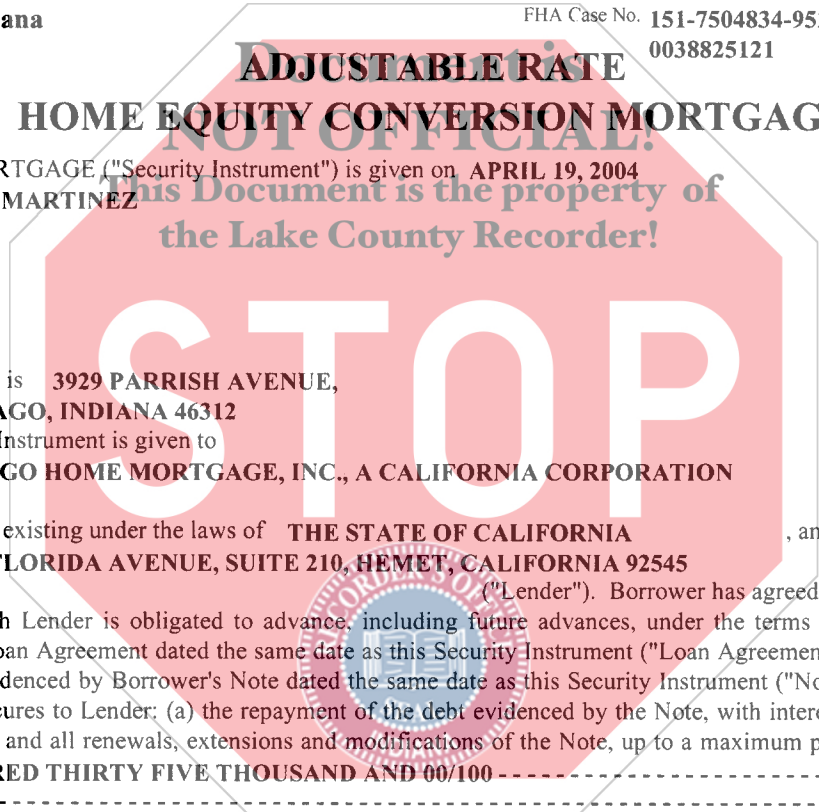 ana
FHA Case No. 151-7504834-95
0038825121
Document is
ADJUSTABLE RATE
NOT OFFICIAL!
HOME EQUITY CONVERSION MORTGAG
RTGAGE ("Security Instrument") is given on APRIL 19, 2004
This Document is the property of
MARTINEZ
the Lake County Recorder!
STOP
is 3929 PARRISH AVENUE,
AGO, INDIANA 46312
Instrument is given to
GO HOME MORTGAGE, INC., A CALIFORNIA CORPORATION
existing under the laws of THE STATE OF CALIFORNIA , an
FLORIDA AVENUE, SUITE 210, HEMET, CALIFORNIA 92545
RECORDER'S OFFICE
("Lender"). Borrower has agreed
h Lender is obligated to advance, including future advances, under the terms
oan Agreement dated the same date as this Security Instrument ("Loan Agreemen
denced by Borrower's Note dated the same date as this Security Instrument ("No
cures to Lender: (a) the repayment of the debt evidenced by the Note, with intere
and all renewals, extensions and modifications of the Note, up to a maximum p
RED THIRTY FIVE THOUSAND AND 00/100 - - - - - - - - - - - - - - - - - - - - - - - - - - -
- - - - - - - - - - - - - - - - - - - - - - - - - - - - - - - - - - - - - - - - - - - - - - - - - - - - - - -